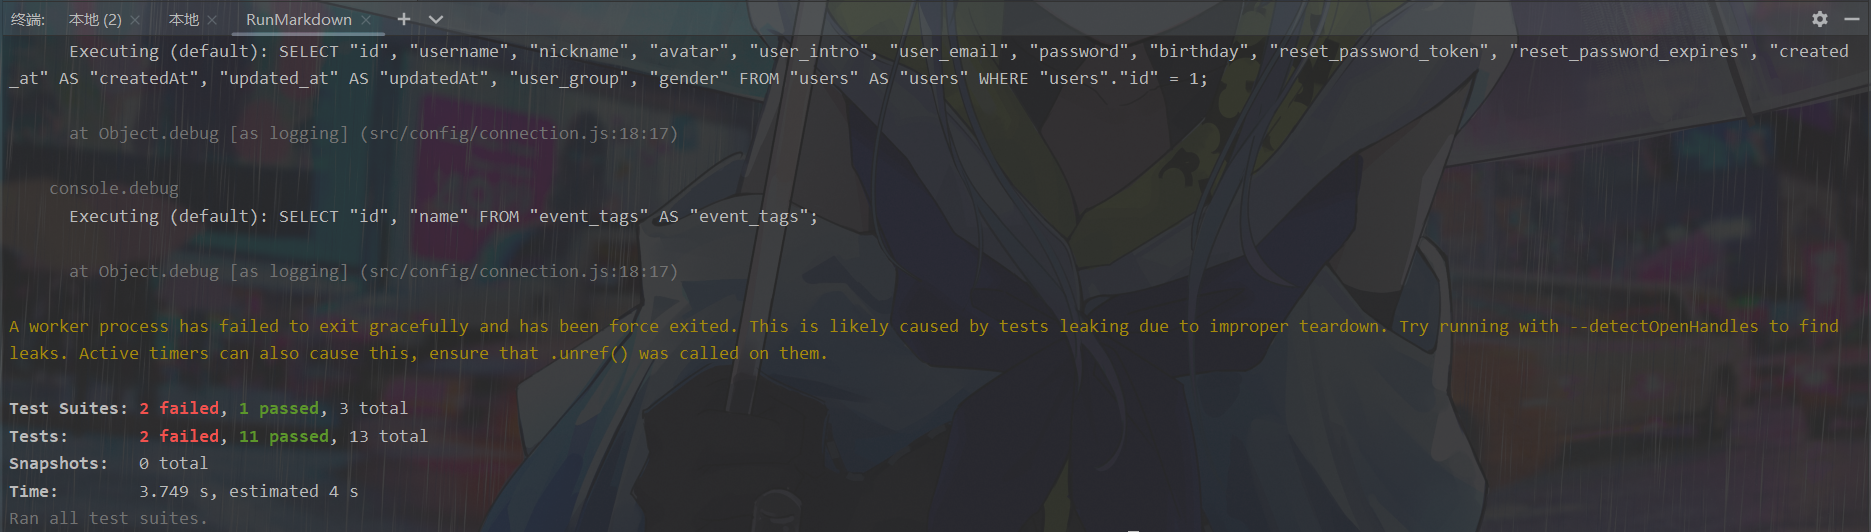 终端: 本地 (2) × 本地 × RunMarkdown × +
Executing (default): SELECT "id", "username", "nickname", "avatar", "user_intro", "user_email", "password", "birthday", "reset_password_token", "reset_password_expires", "created
_at" AS "createdAt", "updated_at" AS "updatedAt", "user_group", "gender" FROM "users" AS "users" WHERE "users"."id" = 1;
at Object.debug [as logging] (src/config/connection.js:18:17)
console.debug
Executing (default): SELECT "id", "name" FROM "event_tags" AS "event_tags";
at Object.debug [as logging] (src/config/connection.js:18:17)
A worker process has failed to exit gracefully and has been force exited. This is likely caused by tests leaking due to improper teardown. Try running with --detectOpenHandles to find
leaks. Active timers can also cause this, ensure that .unref() was called on them.
Test Suites: 2 failed, 1 passed, 3 total
Tests: 2 failed, 11 passed, 13 total
Snapshots: 0 total
Time: 3.749 s, estimated 4 s
Ran all test suites.